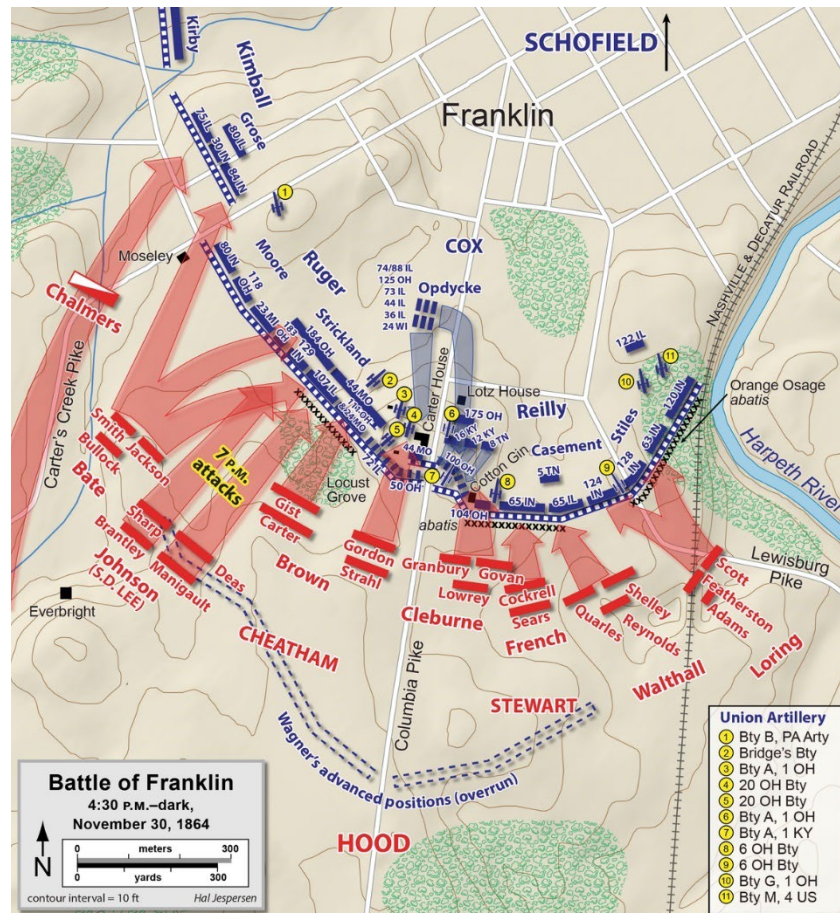 SCHOFIELD
Kirby
Kimball
Franklin
Grose
75 IL
80 IL
30 IN
84 IN
1
NASHVILLE & DECATUR RAILROAD
Moseley
COX
Moore
Ruger
80 IN
118
OH
23 MI
Chalmers
74/88 IL
125 OH
73 IL
44 IL
36 IL
24 WI
Opdycke
Carter's Creek Pike
Strickland
183
OH
129
IN
184 OH
107 IL
44 MO
2
3
4
5
6
Carter House
Lotz House
175 OH
16 KY
12 KY
8 TN
100 OH
Reilly
122 IL
11
10
Orange Osage
abatis
120 IN
63 IN
Stiles
Casement
5 TN
128
IN
124
IN
9
Harpeth River
Smith
Jackson
Bullock
Bate
7 P.M.
attacks
Locust
Grove
72 IL
44 MO
50 OH
7
Cotton Gin
8
65 IN
65 IL
104 OH
abatis
Sharp
Brantley
Deas
Manigault
Johnson
(S.D. LEE)
Gist
Carter
Brown
Gordon
Strahl
Granbury
Govan
Lowrey
Cleburne
Cockrell
Sears
French
Quarles
Shelley
Reynolds
Walthall
Scott
Featherston
Adams
Loring
Lewisburg
Pike
Everbright
CHEATHAM
Columbia Pike
STEWART
Wagner's advanced positions (overrun)
HOOD
Battle of Franklin
4:30 P.M.–dark,
November 30, 1864
N
0 meters 300
0 yards 300
contour interval = 10 ft Hal Jespersen
Union Artillery
1 Bty B, PA Arty
2 Bridge's Bty
3 Bty A, 1 OH
4 20 OH Bty
5 20 OH Bty
6 Bty A, 1 OH
7 Bty A, 1 KY
8 6 OH Bty
9 6 OH Bty
10 Bty G, 1 OH
11 Bty M, 4 US